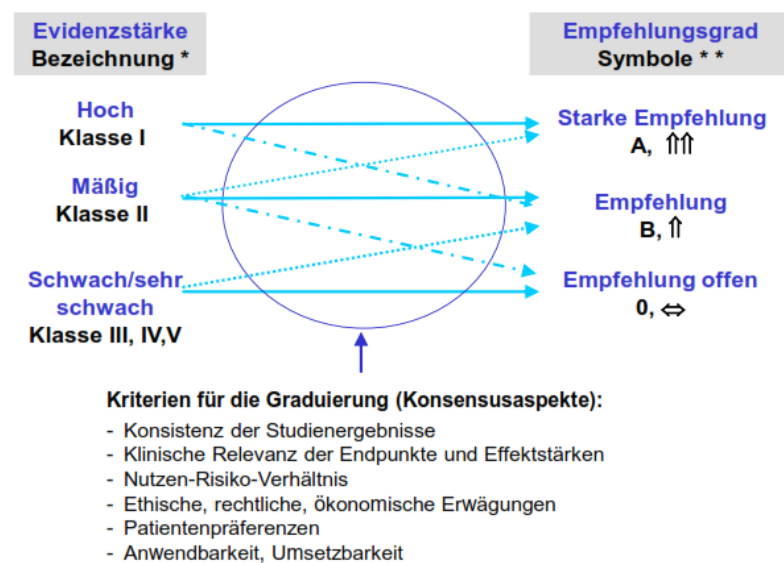 Evidenzstärke
Bezeichnung *
Empfehlungsgrad
Symbole * *
Hoch
Klasse I
Starke Empfehlung
A, ⇑⇑
Mäßig
Klasse II
Empfehlung
B, ⇑
Schwach/sehr
schwach
Klasse III, IV,V
Empfehlung offen
0, ⇔
Kriterien für die Graduierung (Konsensusaspekte):
- Konsistenz der Studienergebnisse
- Klinische Relevanz der Endpunkte und Effektstärken
- Nutzen-Risiko-Verhältnis
- Ethische, rechtliche, ökonomische Erwägungen
- Patientenpräferenzen
- Anwendbarkeit, Umsetzbarkeit